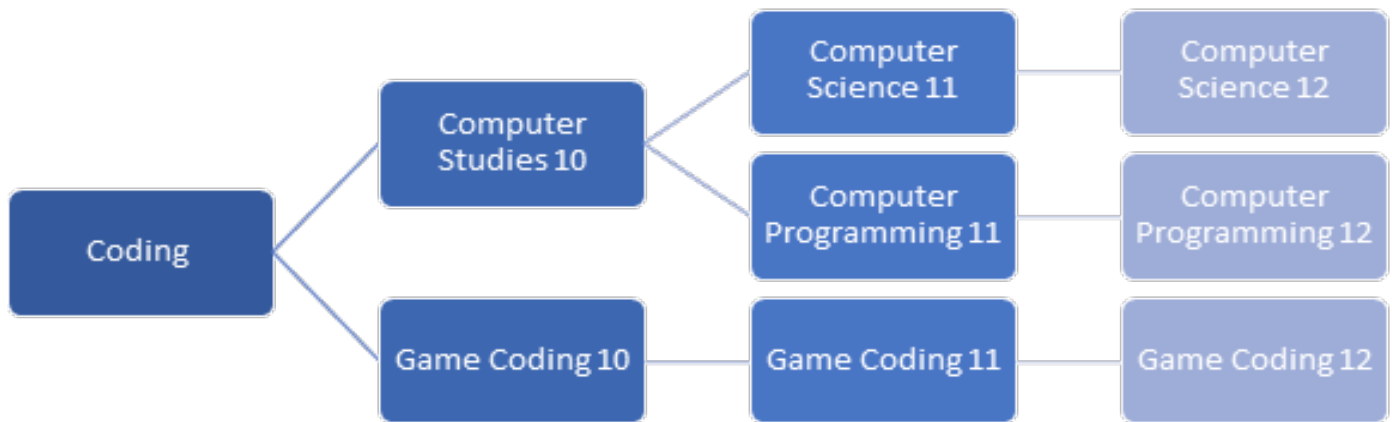 Coding
Computer
Studies 10
Game Coding 10
Computer
Science 11
Computer
Programming 11
Game Coding 11
Computer
Science 12
Computer
Programming 12
Game Coding 12